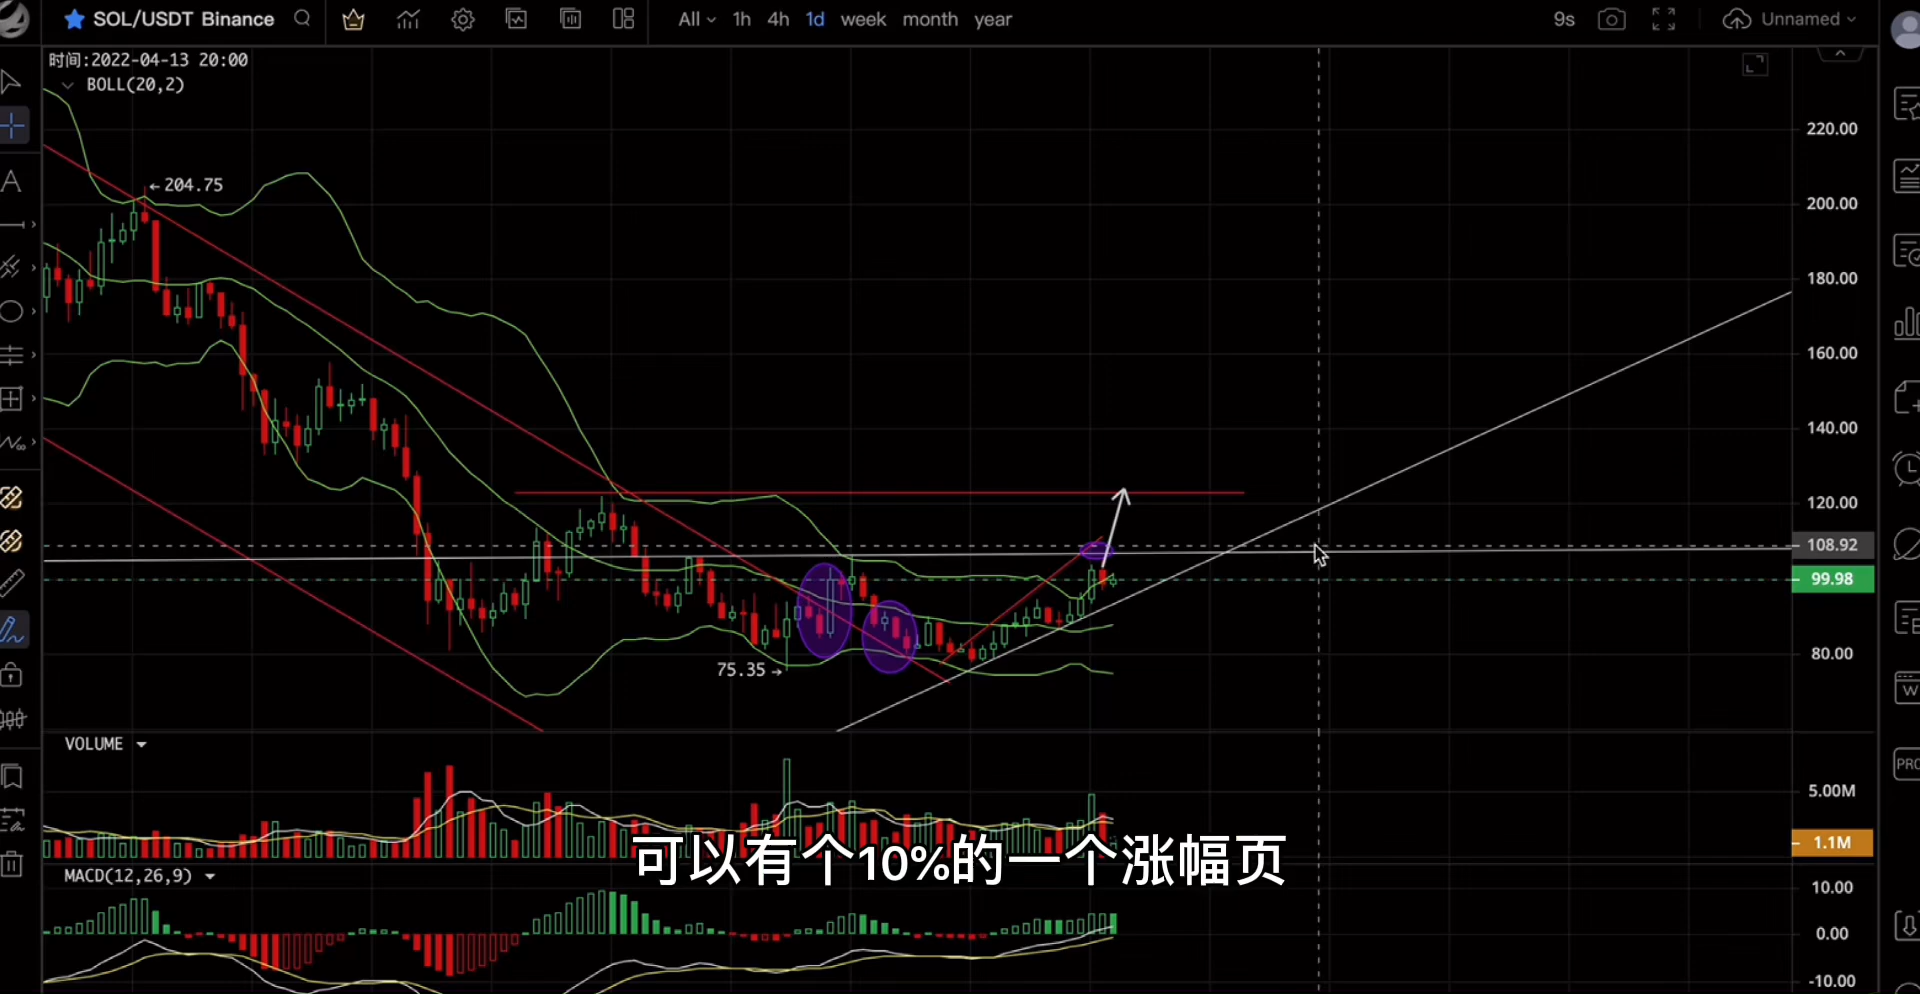 SOL/USDT Binance
All 1h 4h 1d week month year
9s
Unnamed
时间:2022-04-13 20:00
BOLL(20,2)
220.00
←204.75
200.00
180.00
160.00
140.00
120.00
108.92
99.98
80.00
75.35→
VOLUME
5.00M
1.1M
可以有个10%的一个涨幅页
MACD(12,26,9)
10.00
0.00
-10.00
A
W
PRO